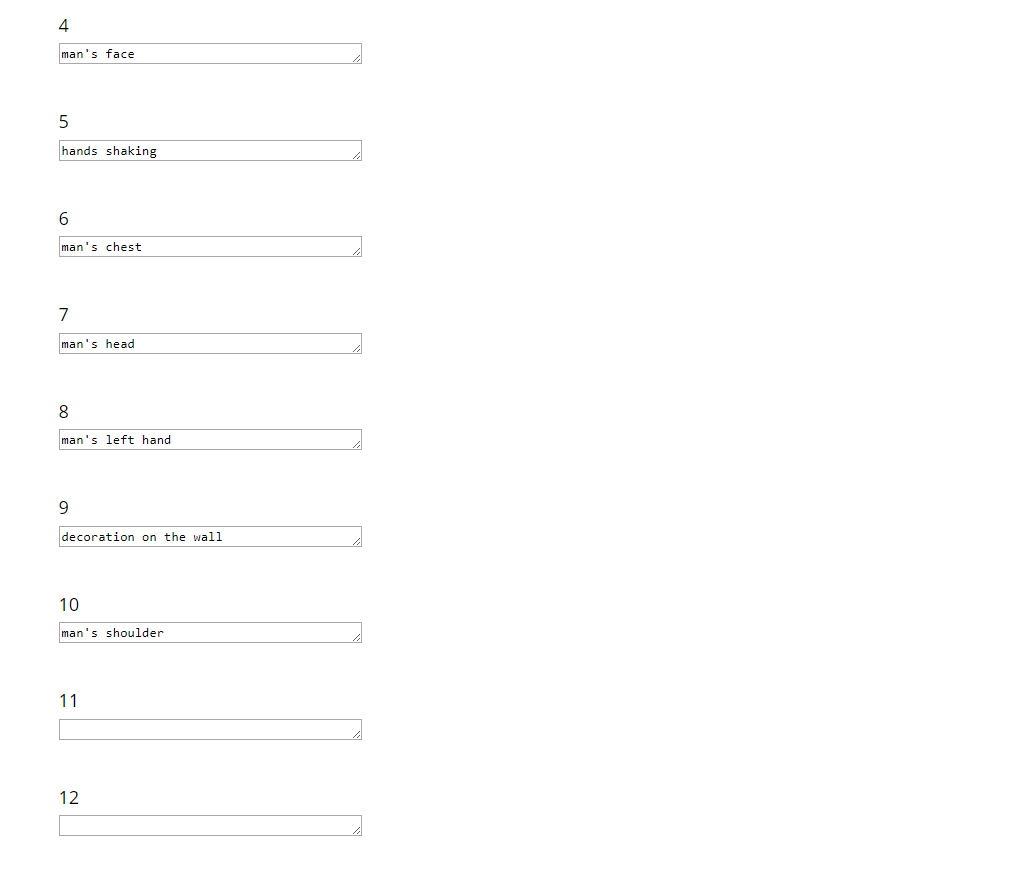 4
man's face
5
hands shaking
6
man's chest
7
man's head
8
man's left hand
9
decoration on the wall
10
man's shoulder
11
12